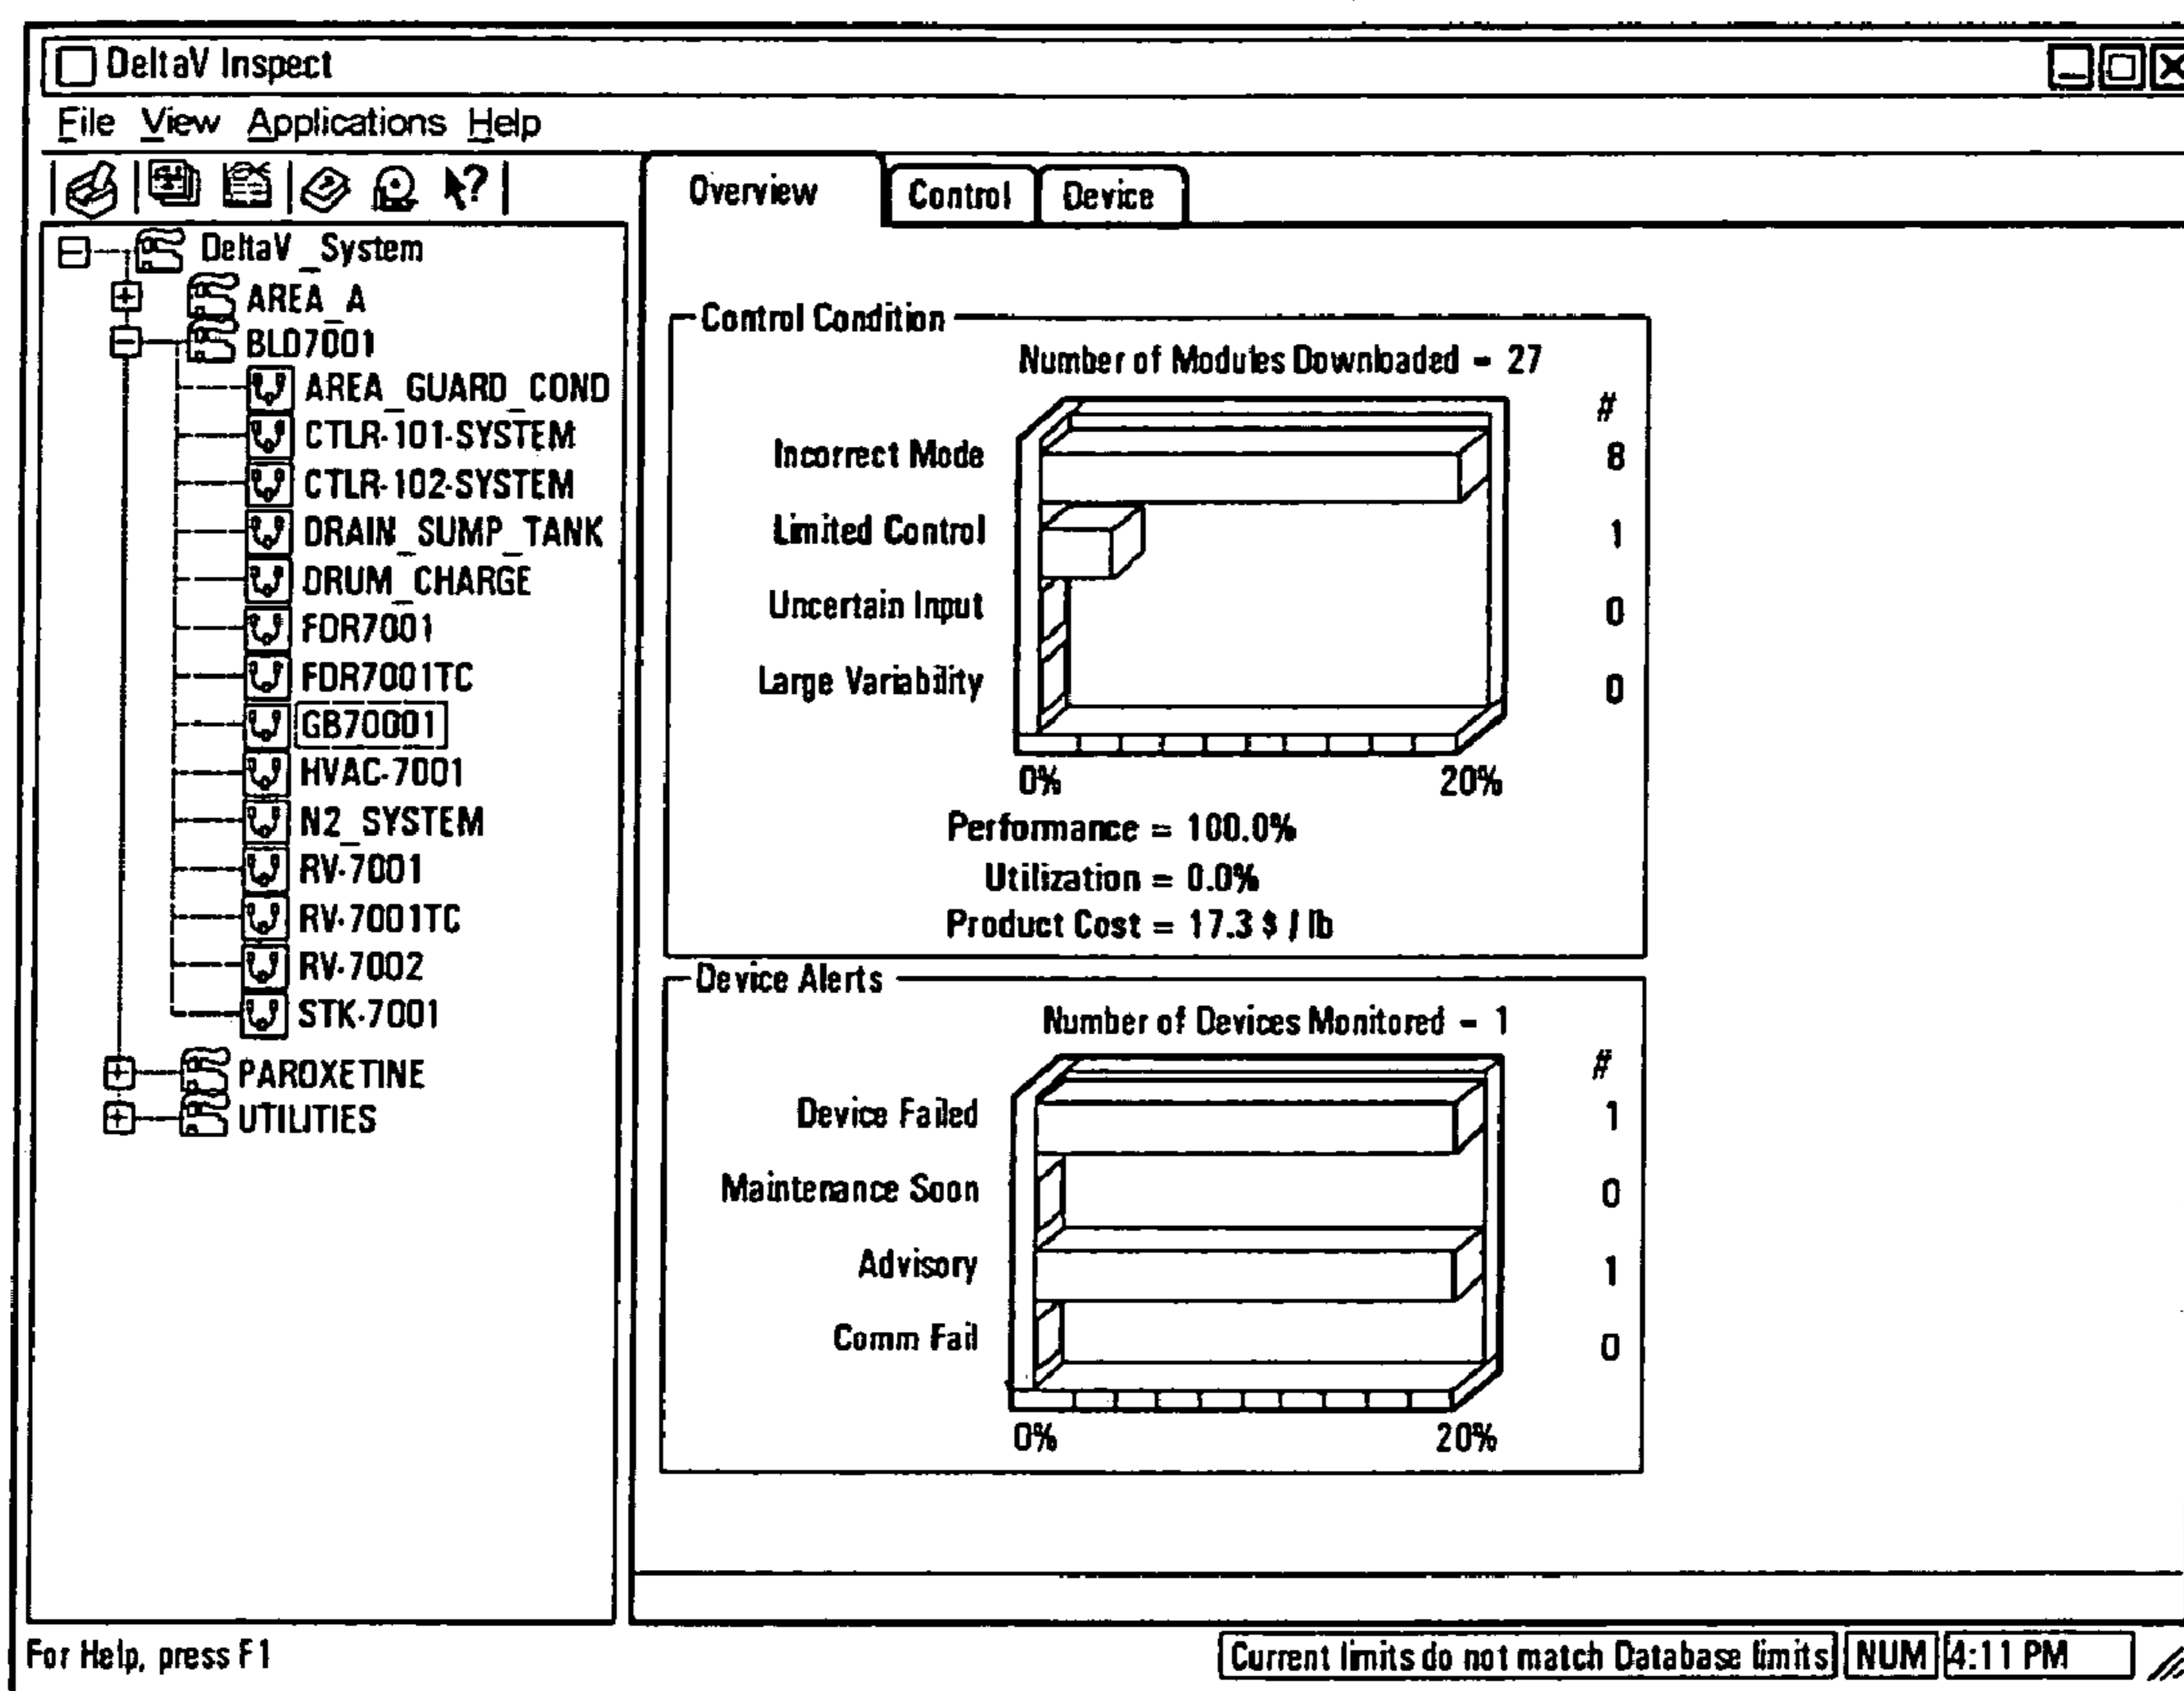 DeltaV Inspect
File View Applications Help
Overview Control Device
DeltaV_System
AREA_A
BLD7001
AREA_GUARD_COND
CTLR-101-SYSTEM
CTLR-102-SYSTEM
DRAIN_SUMP_TANK
DRUM_CHARGE
FDR7001
FDR7001TC
GB70001
HVAC-7001
N2_SYSTEM
RV-7001
RV-7001TC
RV-7002
STK-7001
PAROXETINE
UTILITIES
Control Condition
Number of Modules Downloaded = 27
#
Incorrect Mode 8
Limited Control 1
Uncertain Input 0
Large Variability 0
0% 20%
Performance = 100.0%
Utilization = 0.0%
Product Cost = 17.3 $ / lb
Device Alerts
Number of Devices Monitored = 1
#
Device Failed 1
Maintenance Soon 0
Advisory 1
Comm Fail 0
0% 20%
For Help, press F1
Current limits do not match Database limits NUM 4:11 PM